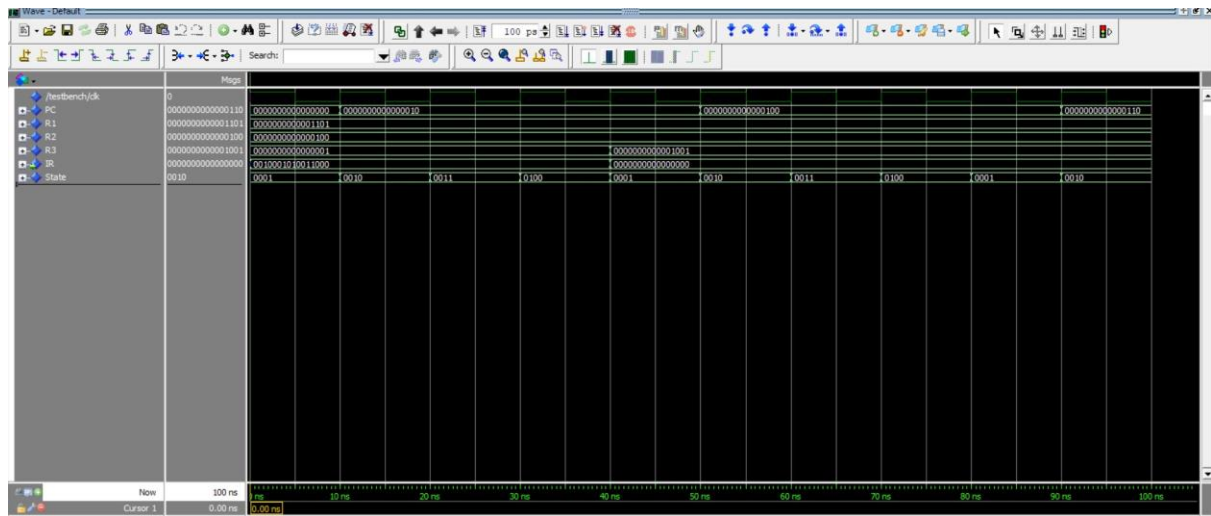 Wave - Default
100 ps
Search:
Msgs
/testbench/clk 0
PC 0000000000000110 0000000000000000 0000000000000010 0000000000000100 0000000000000110
R1 0000000000001101 0000000000001101
R2 0000000000000100 0000000000000100
R3 0000000000001001 0000000000000001 0000000000001001
IR 0000000000000000 0010001010011000 0000000000000000
State 0010 0001 0010 0011 0100 0001 0010 0011 0100 0001 0010
Now 100 ns ns 10 ns 20 ns 30 ns 40 ns 50 ns 60 ns 70 ns 80 ns 90 ns 100 ns
Cursor 1 0.00 ns 0.00 ns